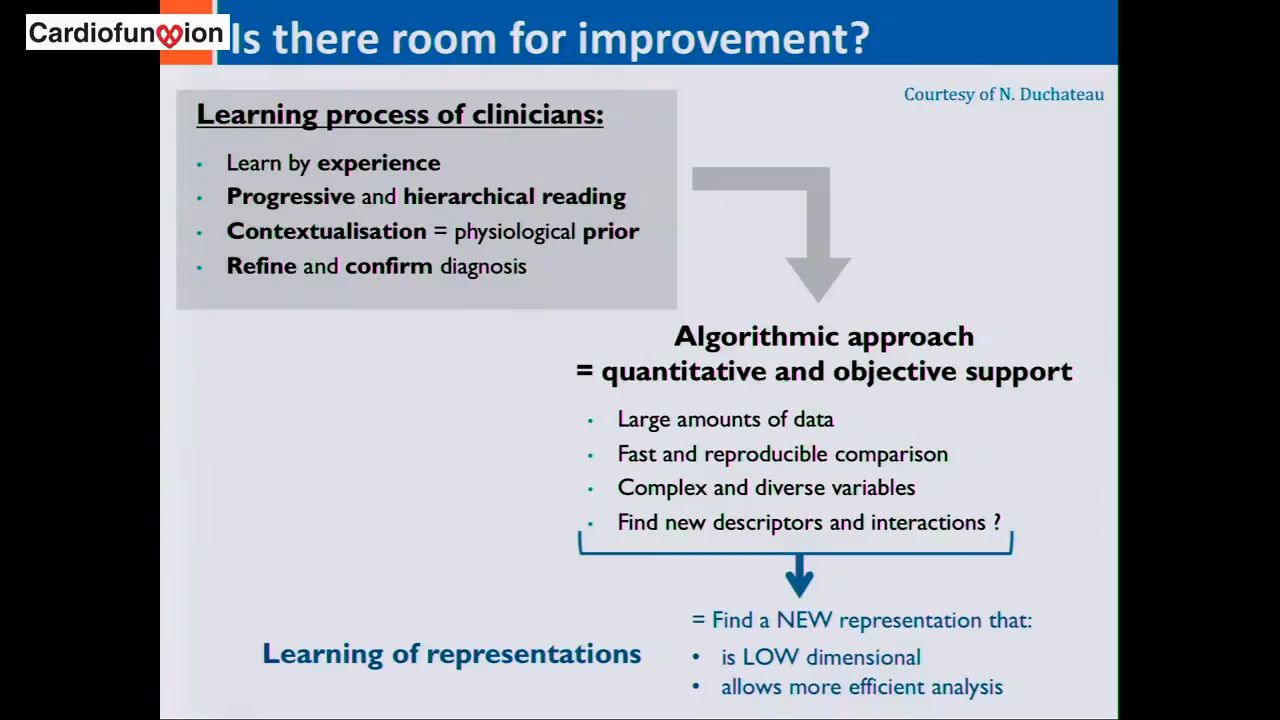 Cardiofunxion
Is there room for improvement?
Courtesy of N. Duchateau
Learning process of clinicians:
• Learn by experience
• Progressive and hierarchical reading
• Contextualisation = physiological prior
• Refine and confirm diagnosis
Algorithmic approach
= quantitative and objective support
• Large amounts of data
• Fast and reproducible comparison
• Complex and diverse variables
• Find new descriptors and interactions ?
= Find a NEW representation that:
Learning of representations
• is LOW dimensional
• allows more efficient analysis